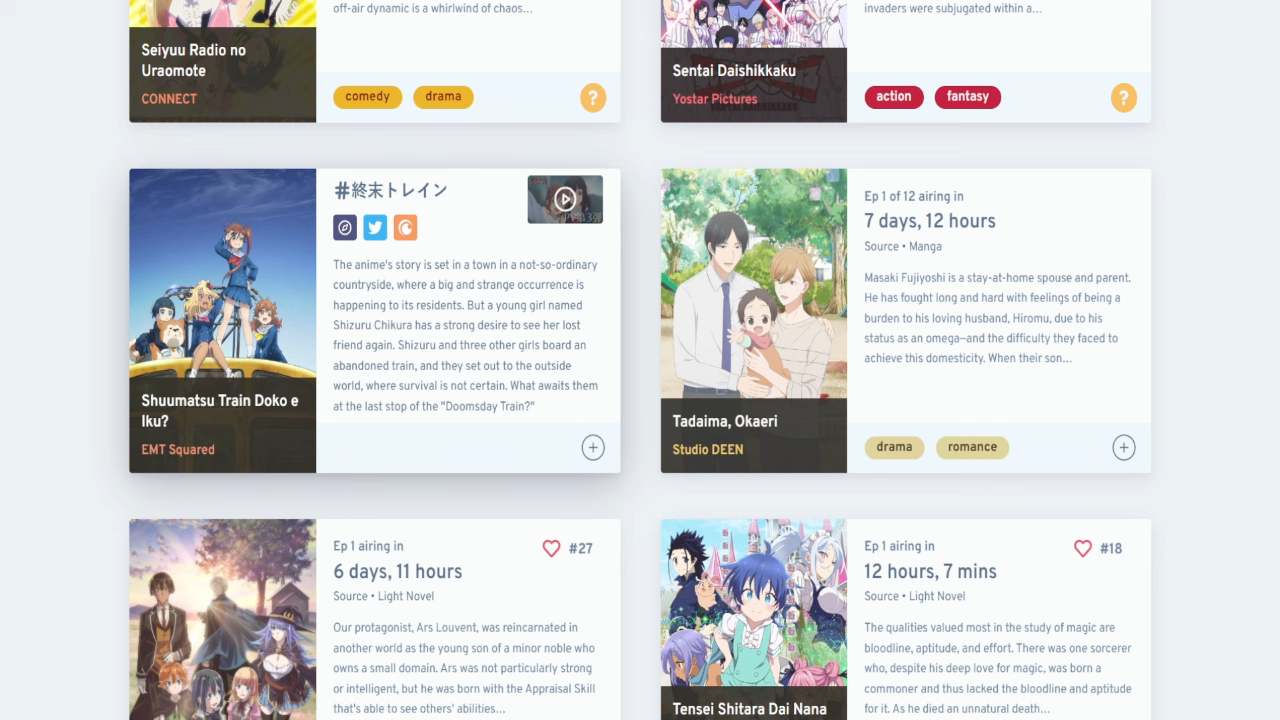 off-air dynamic is a whirlwind of chaos...
Seiyuu Radio no
Uraomote
CONNECT
comedy
drama
?
invaders were subjugated within a...
Sentai Daishikkaku
Yostar Pictures
action
fantasy
?
#終末トレイン
The anime's story is set in a town in a not-so-ordinary
countryside, where a big and strange occurrence is
happening to its residents. But a young girl named
Shizuru Chikura has a strong desire to see her lost
friend again. Shizuru and three other girls board an
abandoned train, and they set out to the outside
world, where survival is not certain. What awaits them
at the last stop of the "Doomsday Train?"
Shuumatsu Train Doko e
Iku?
EMT Squared
Ep 1 of 12 airing in
7 days, 12 hours
Source • Manga
Masaki Fujiyoshi is a stay-at-home spouse and parent.
He has fought long and hard with feelings of being a
burden to his loving husband, Hiromu, due to his
status as an omega—and the difficulty they faced to
achieve this domesticity. When their son...
Tadaima, Okaeri
Studio DEEN
drama
romance
Ep 1 airing in
#27
6 days, 11 hours
Source • Light Novel
Our protagonist, Ars Louvent, was reincarnated in
another world as the young son of a minor noble who
owns a small domain. Ars was not particularly strong
or intelligent, but he was born with the Appraisal Skill
that's able to see others' abilities...
Ep 1 airing in
#18
12 hours, 7 mins
Source • Light Novel
The qualities valued most in the study of magic are
bloodline, aptitude, and effort. There was one sorcerer
who, despite his deep love for magic, was born a
commoner and thus lacked the bloodline and aptitude
for it. As he died an unnatural death...
Tensei Shitara Dai Nana